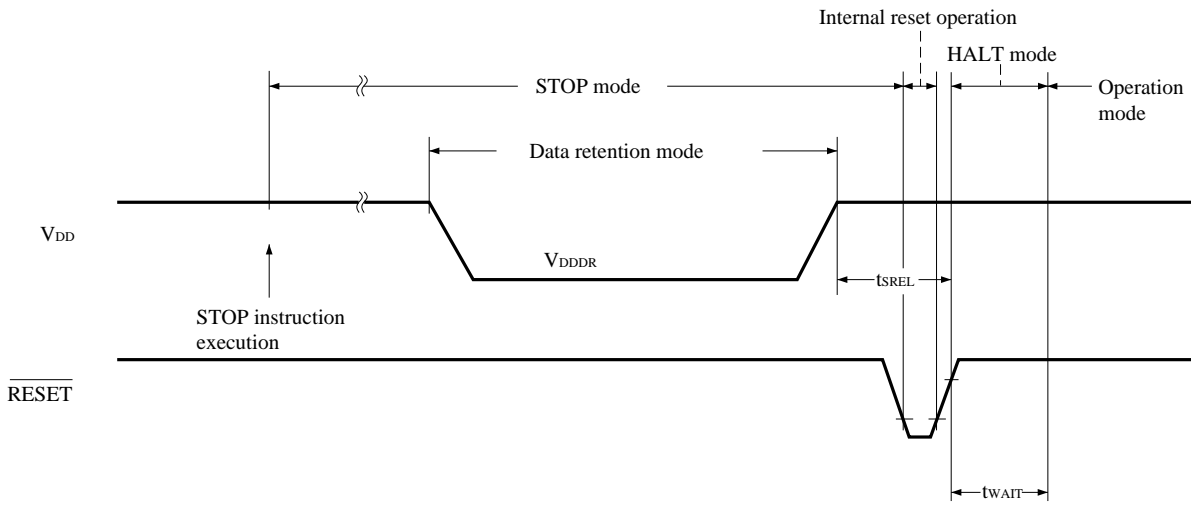 Internal reset operation
HALT mode
STOP mode
Operation
mode
Data retention mode
VDD
VDDDR
tSREL
STOP instruction
execution
RESET
tWAIT